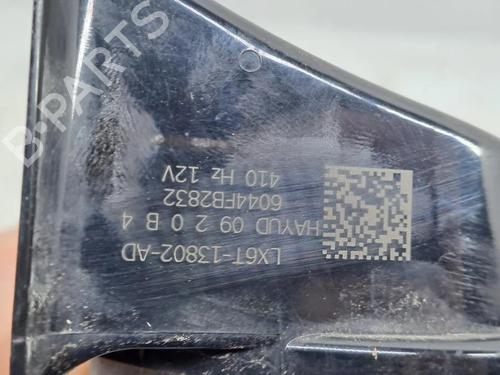 LX6T-13802-AD
HAYUD 09 2 0 B 4
6044FB2832
410 Hz 12V
B-PARTS